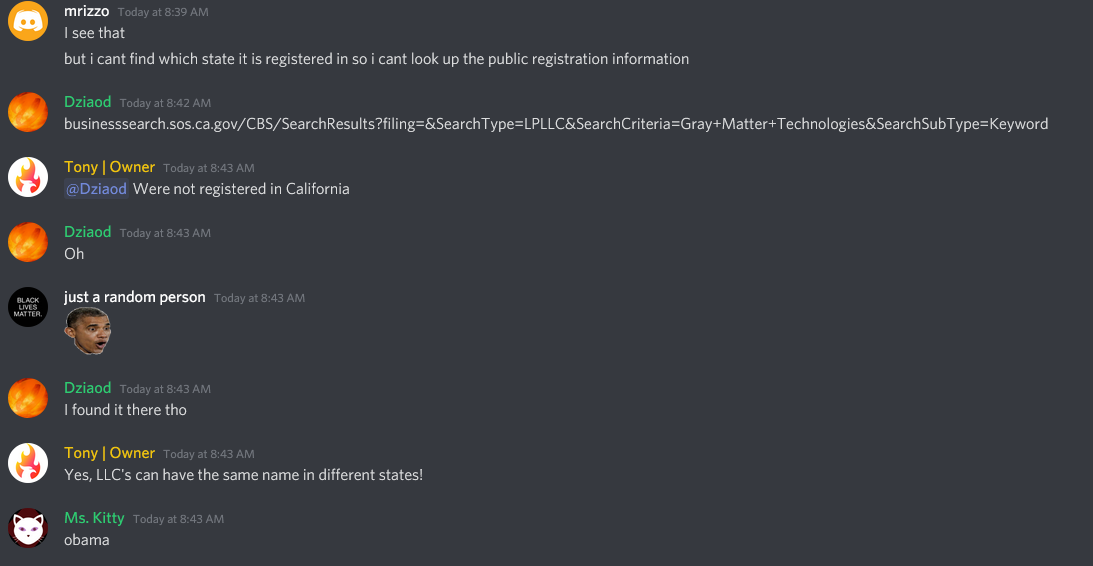 mrizzo Today at 8:39 AM
I see that
but i cant find which state it is registered in so i cant look up the public registration information
Dziaod Today at 8:42 AM
businesssearch.sos.ca.gov/CBS/SearchResults?filing=&SearchType=LPLLC&SearchCriteria=Gray+Matter+Technologies&SearchSubType=Keyword
Tony | Owner Today at 8:43 AM
@Dziaod Were not registered in California
Dziaod Today at 8:43 AM
Oh
BLACK
LIVES
MATTER.
just a random person Today at 8:43 AM
Dziaod Today at 8:43 AM
I found it there tho
Tony | Owner Today at 8:43 AM
Yes, LLC's can have the same name in different states!
Ms. Kitty Today at 8:43 AM
obama